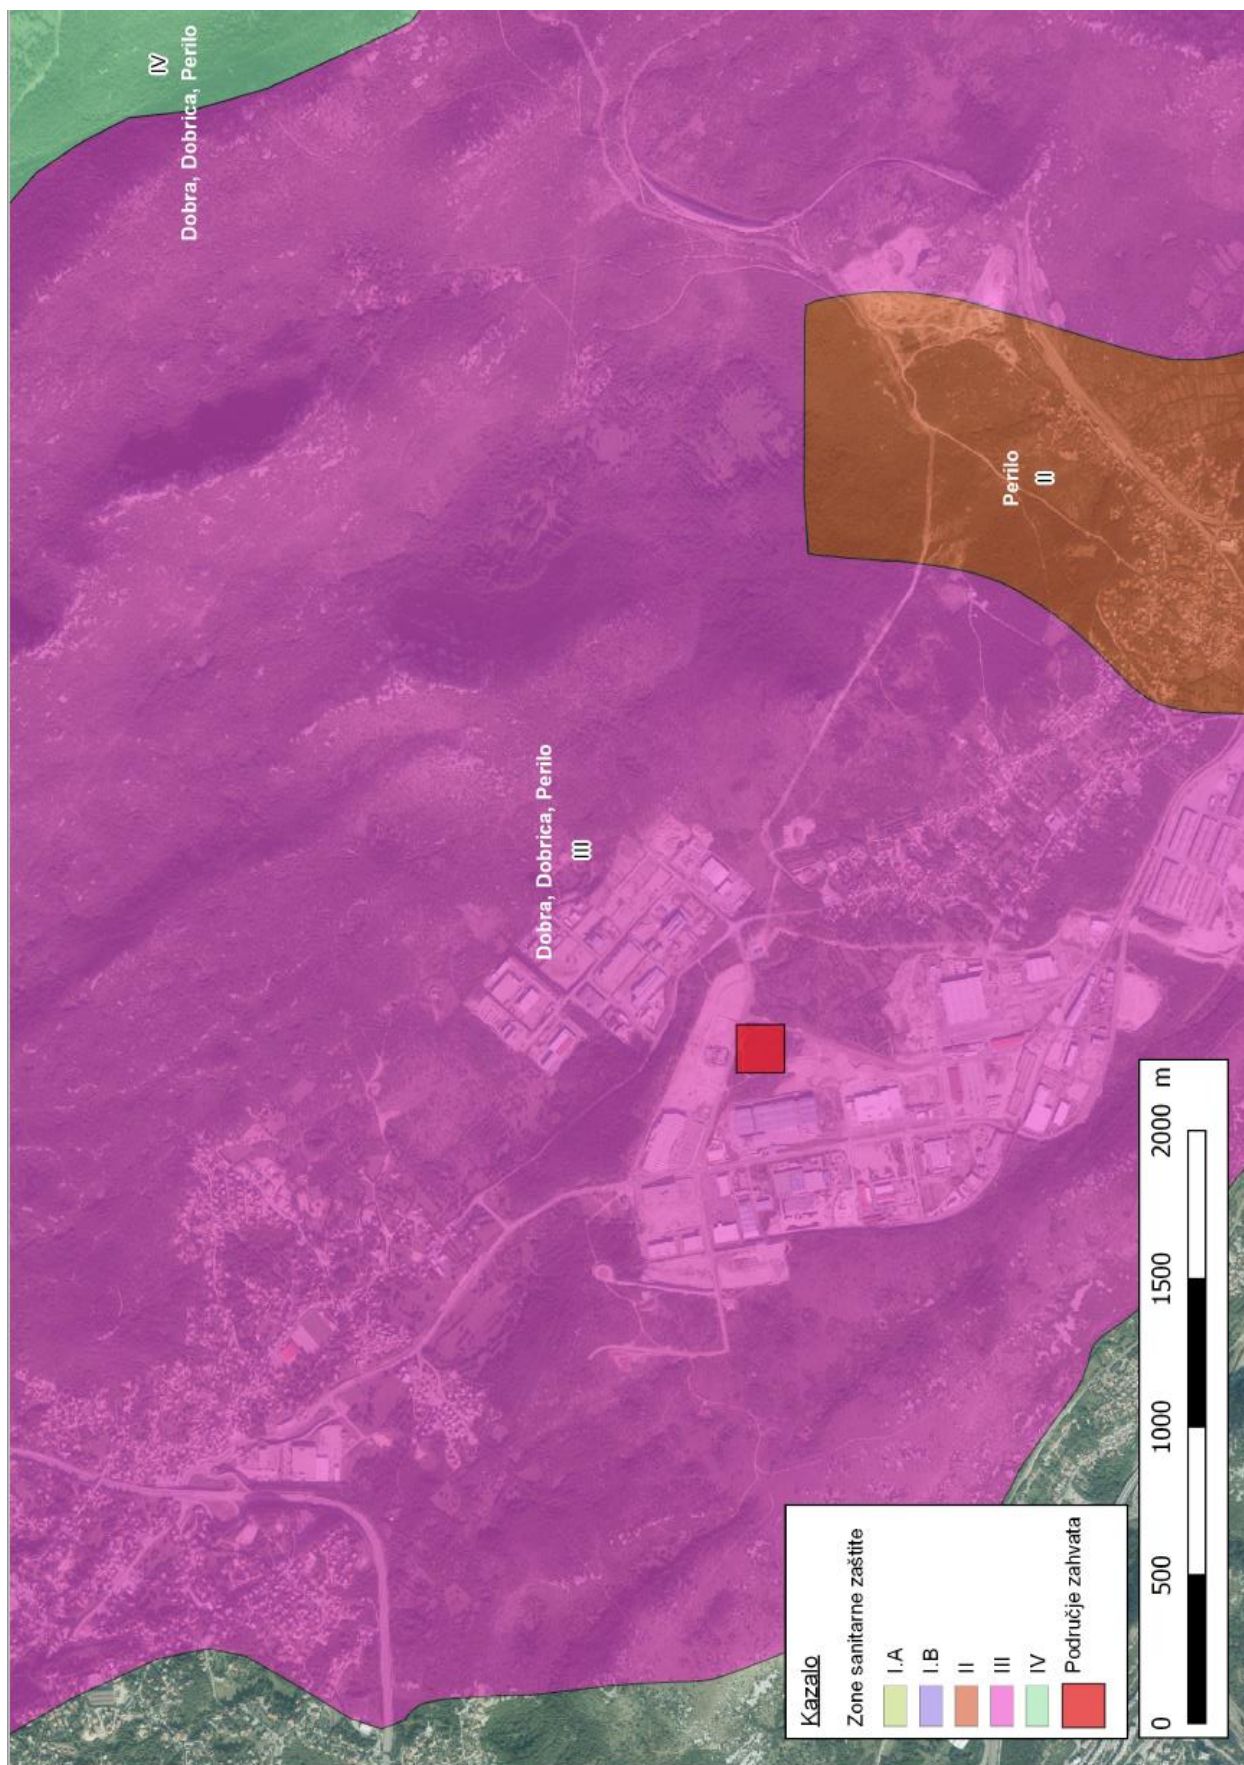 IV
Dobra, Dobrica, Perilo
Dobra, Dobrica, Perilo
III
Perilo
II
Kazalo
Zone sanitarne zaštite
I.A
I.B
II
III
IV
Područje zahvata
0 500 1000 1500 2000 m